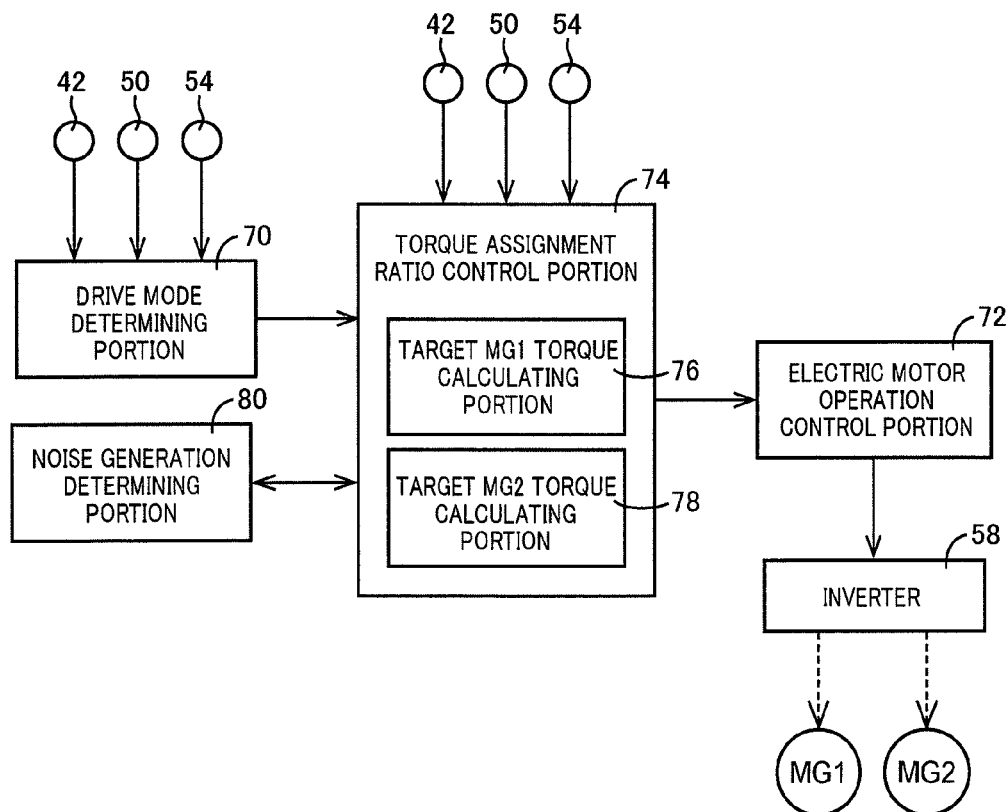 42 50 54
42 50 54
70
DRIVE MODE
DETERMINING
PORTION
80
NOISE GENERATION
DETERMINING
PORTION
74
TORQUE ASSIGNMENT
RATIO CONTROL PORTION
TARGET MG1 TORQUE
CALCULATING
PORTION
76
TARGET MG2 TORQUE
CALCULATING
PORTION
78
72
ELECTRIC MOTOR
OPERATION
CONTROL PORTION
58
INVERTER
MG1 MG2